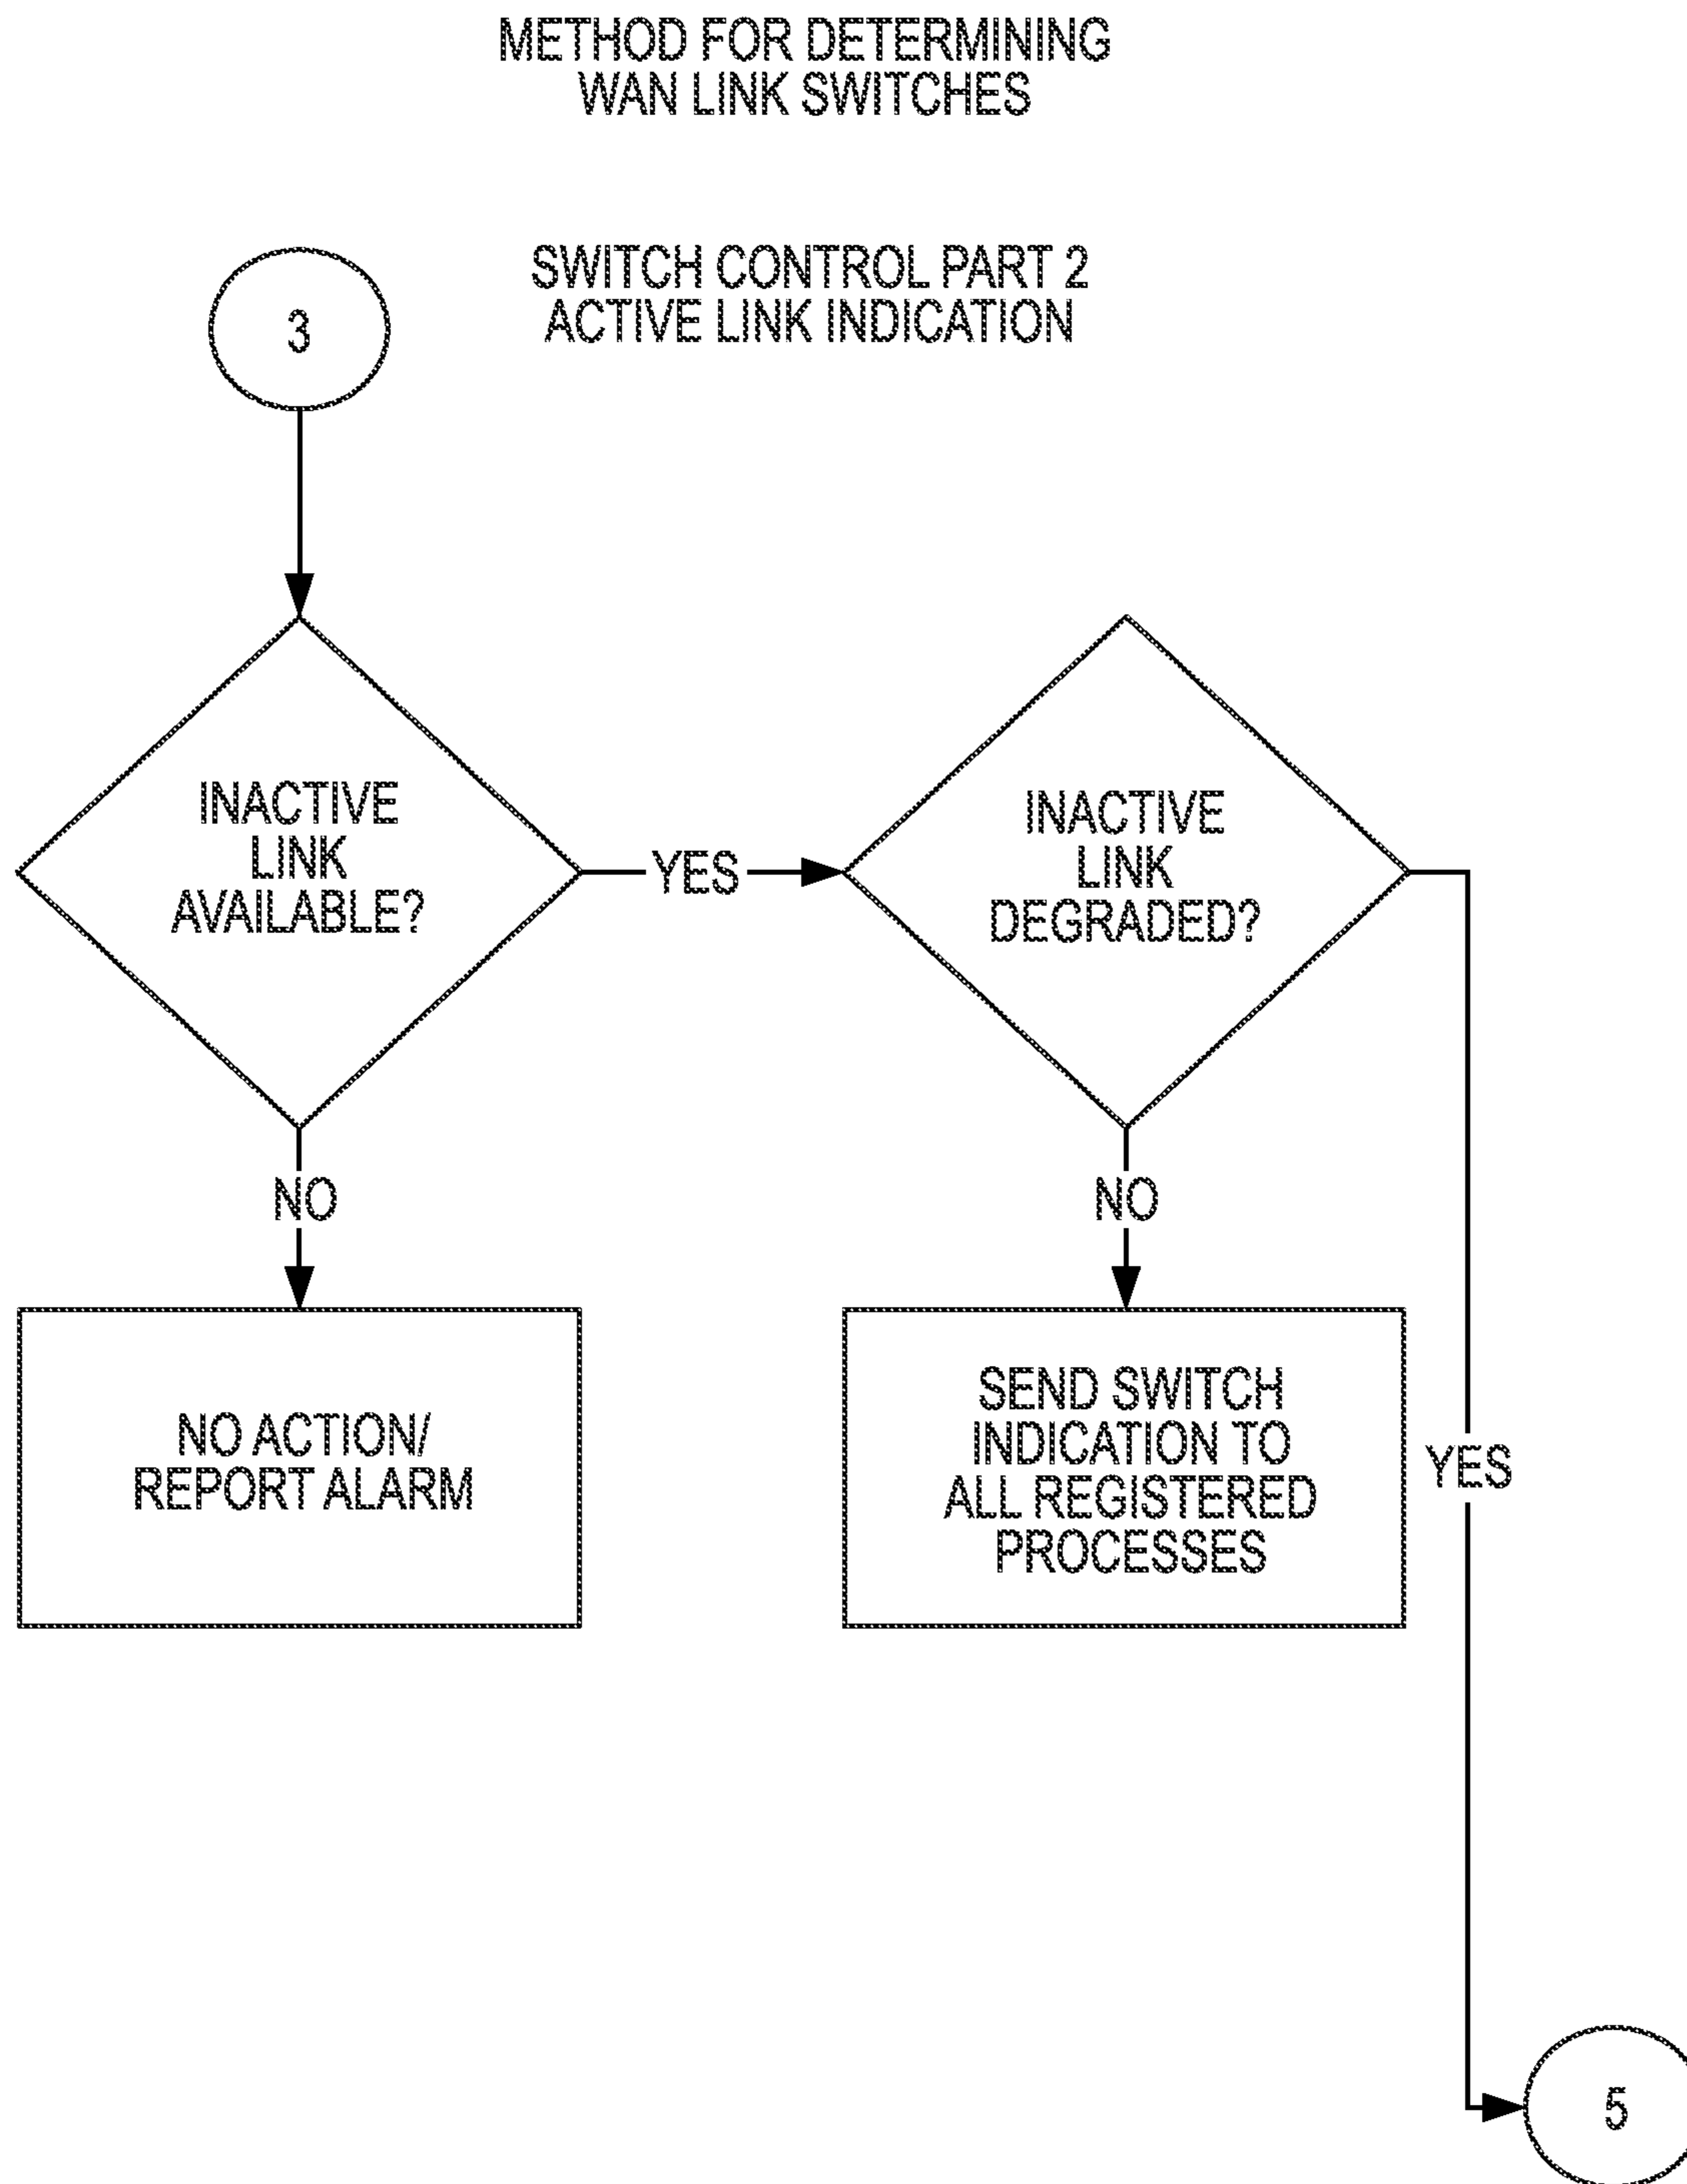 METHOD FOR DETERMINING
WAN LINK SWITCHES
SWITCH CONTROL PART 2
ACTIVE LINK INDICATION
3
INACTIVE
LINK
AVAILABLE?
YES
INACTIVE
LINK
DEGRADED?
NO
NO
NO ACTION/
REPORT ALARM
SEND SWITCH
INDICATION TO
ALL REGISTERED
PROCESSES
YES
5